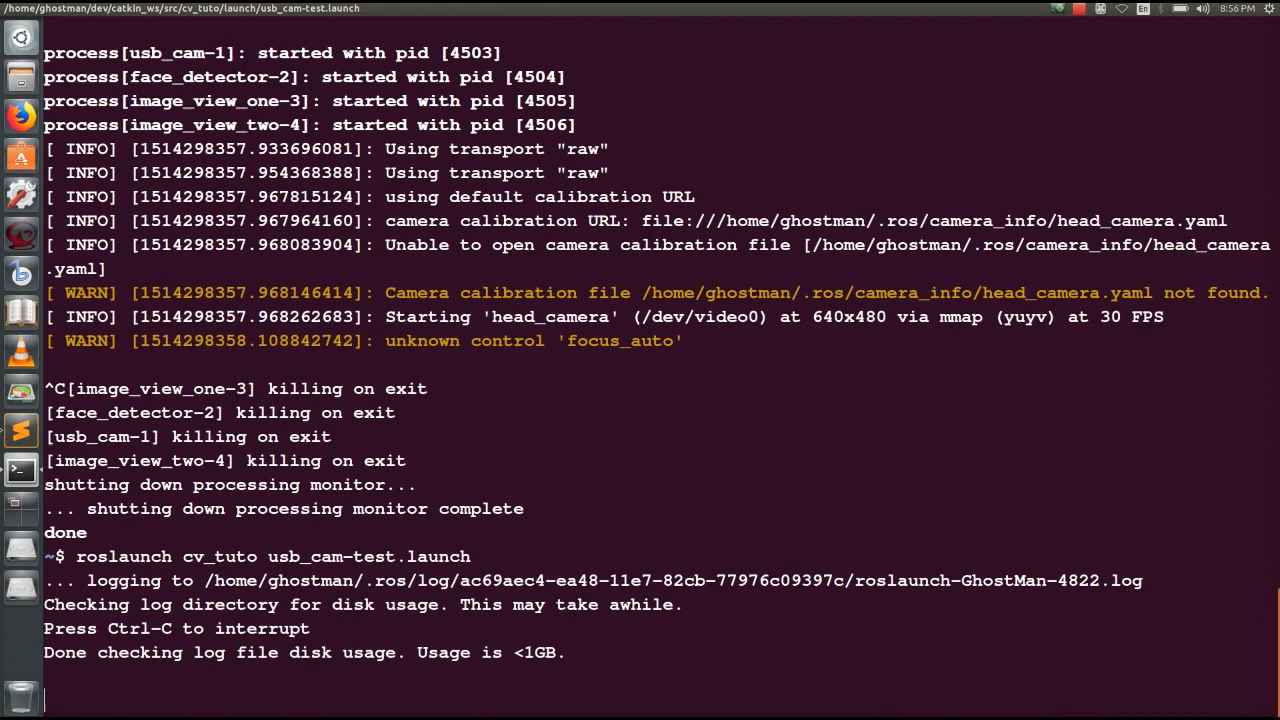 /home/ghostman/dev/catkin_ws/src/cv_tuto/launch/usb_cam-test.launch
En
8:56 PM
process[usb_cam-1]: started with pid [4503]
process[face_detector-2]: started with pid [4504]
process[image_view_one-3]: started with pid [4505]
process[image_view_two-4]: started with pid [4506]
[ INFO] [1514298357.933696081]: Using transport "raw"
[ INFO] [1514298357.954368388]: Using transport "raw"
[ INFO] [1514298357.967815124]: using default calibration URL
[ INFO] [1514298357.967964160]: camera calibration URL: file:///home/ghostman/.ros/camera_info/head_camera.yaml
[ INFO] [1514298357.968083904]: Unable to open camera calibration file [/home/ghostman/.ros/camera_info/head_camera
.yaml]
[ WARN] [1514298357.968146414]: Camera calibration file /home/ghostman/.ros/camera_info/head_camera.yaml not found.
[ INFO] [1514298357.968262683]: Starting 'head_camera' (/dev/video0) at 640x480 via mmap (yuyv) at 30 FPS
[ WARN] [1514298358.108842742]: unknown control 'focus_auto'
^C[image_view_one-3] killing on exit
[face_detector-2] killing on exit
[usb_cam-1] killing on exit
[image_view_two-4] killing on exit
shutting down processing monitor...
... shutting down processing monitor complete
done
~$ roslaunch cv_tuto usb_cam-test.launch
... logging to /home/ghostman/.ros/log/ac69aec4-ea48-11e7-82cb-77976c09397c/roslaunch-GhostMan-4822.log
Checking log directory for disk usage. This may take awhile.
Press Ctrl-C to interrupt
Done checking log file disk usage. Usage is <1GB.